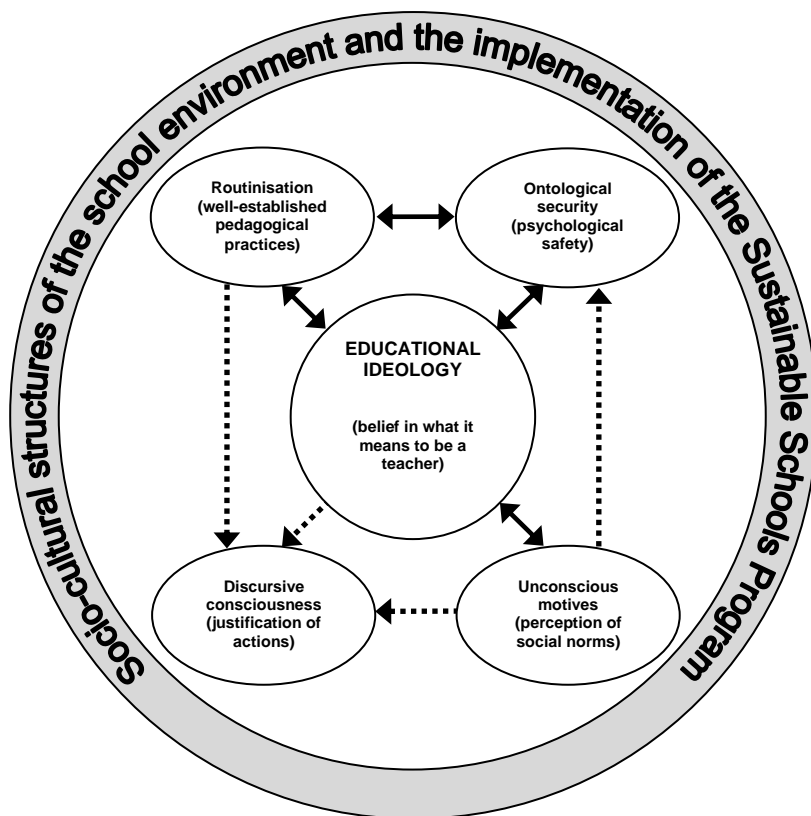 Socio-cultural structures of the school environment and the implementation of the Sustainable Schools Program
Routinisation
(well-established
pedagogical
practices)
Ontological
security
(psychological
safety)
EDUCATIONAL
IDEOLOGY
(belief in what it
means to be a
teacher)
Discursive
consciousness
(justification of
actions)
Unconscious
motives
(perception of
social norms)